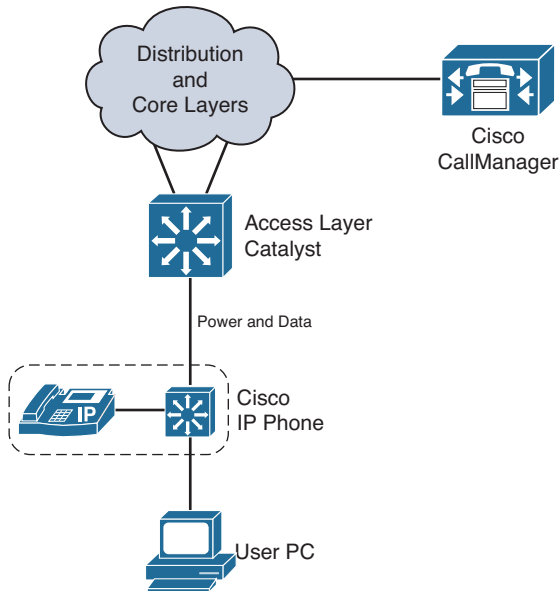 Distribution
and
Core Layers
Cisco
CallManager
Access Layer
Catalyst
Power and Data
IP
Cisco
IP Phone
User PC